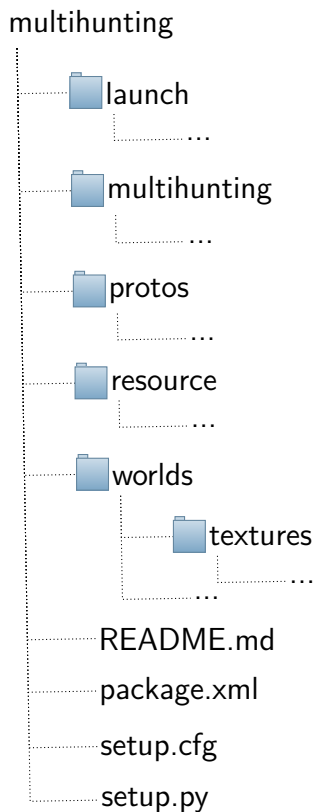 multihunting
launch
...
multihunting
...
protos
...
resource
...
worlds
textures
...
...
README.md
package.xml
setup.cfg
setup.py